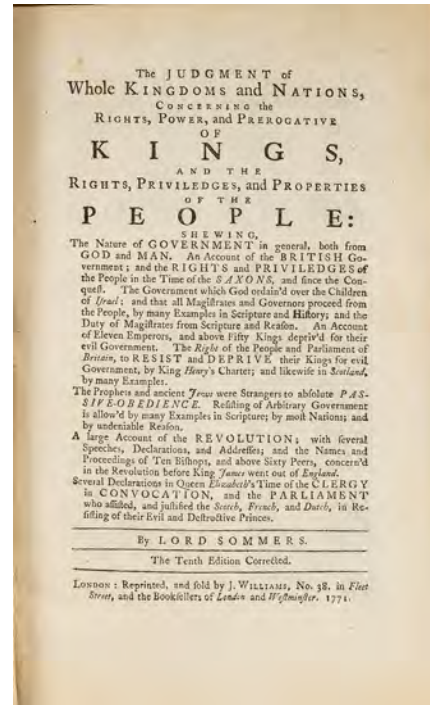 The JUDGMENT of
Whole KINGDOMS and NATIONS,
CONCERNING the
RIGHTS, POWER, and PREROGATIVE
OF
KINGS,
AND THE
RIGHTS, PRIVILEDGES, and PROPERTIES
OF THE
PEOPLE:
SHEWING,
The Nature of GOVERNMENT in general, both from
GOD and MAN. An Account of the BRITISH Go-
vernment; and the RIGHTS and PRIVILEDGES of
the People in the Time of the SAXONS, and ſince the Con-
queſt. The Government which God ordain'd over the Children
of Iſrael; and that all Magiſtrates and Governors proceed from
the People, by many Examples in Scripture and Hiſtory; and the
Duty of Magiſtrates from Scripture and Reaſon. An Account
of Eleven Emperors, and above Fifty Kings depriv'd for their
evil Government. The Right of the People and Parliament of
Britain, to RESIST and DEPRIVE their Kings for evil
Government, by King Henry's Charter; and likewiſe in Scotland,
by many Examples.
The Prophets and ancient Jews were Strangers to abſolute PAS-
SIVE-OBEDIENCE. Reſiſting of Arbitrary Government
is allow'd by many Examples in Scripture; by moſt Nations; and
by undeniable Reaſon.
A large Account of the REVOLUTION; with ſeveral
Speeches, Declarations, and Addreſſes; and the Names and
Proceedings of Ten Biſhops, and above Sixty Peers, concern'd
in the Revolution before King James went out of England.
Several Declarations in Queen Elizabeth's Time of the CLERGY
in CONVOCATION, and the PARLIAMENT
who aſſiſted, and juſtified the Scotch, French, and Dutch, in Re-
ſiſting of their Evil and Deſtructive Princes.
By LORD SOMMERS.
The Tenth Edition Corrected.
LONDON: Reprinted, and ſold by J. WILLIAMS, No. 38. in Fleet
Street, and the Bookſellers of London and Weſtminſter. 1771.